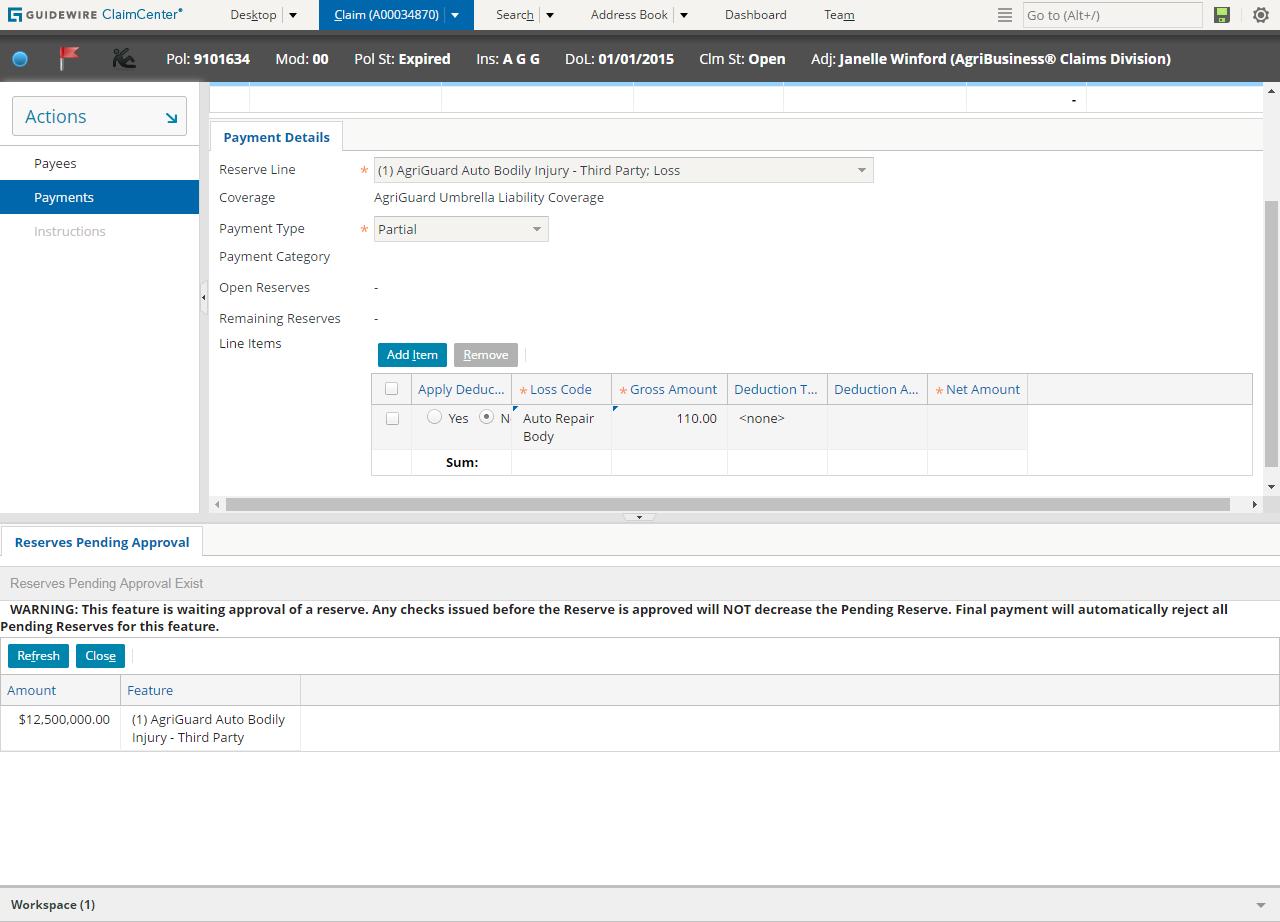 GUIDEWIRE ClaimCenter® Desktop Claim (A00034870) Search Address Book Dashboard Team Go to (Alt+/)
Pol: 9101634 Mod: 00 Pol St: Expired Ins: A G G DoL: 01/01/2015 Clm St: Open Adj: Janelle Winford (AgriBusiness® Claims Division)
Actions
Payees
Payments
Instructions
-
Payment Details
Reserve Line * (1) AgriGuard Auto Bodily Injury - Third Party; Loss
Coverage AgriGuard Umbrella Liability Coverage
Payment Type * Partial
Payment Category
Open Reserves -
Remaining Reserves -
Line Items
Add Item Remove
Apply Deduc... * Loss Code * Gross Amount Deduction T... Deduction A... * Net Amount
Yes N Auto Repair 110.00 <none>
Body
Sum:
Reserves Pending Approval
Reserves Pending Approval Exist
WARNING: This feature is waiting approval of a reserve. Any checks issued before the Reserve is approved will NOT decrease the Pending Reserve. Final payment will automatically reject all
Pending Reserves for this feature.
Refresh Close
Amount Feature
$12,500,000.00 (1) AgriGuard Auto Bodily
Injury - Third Party
Workspace (1)